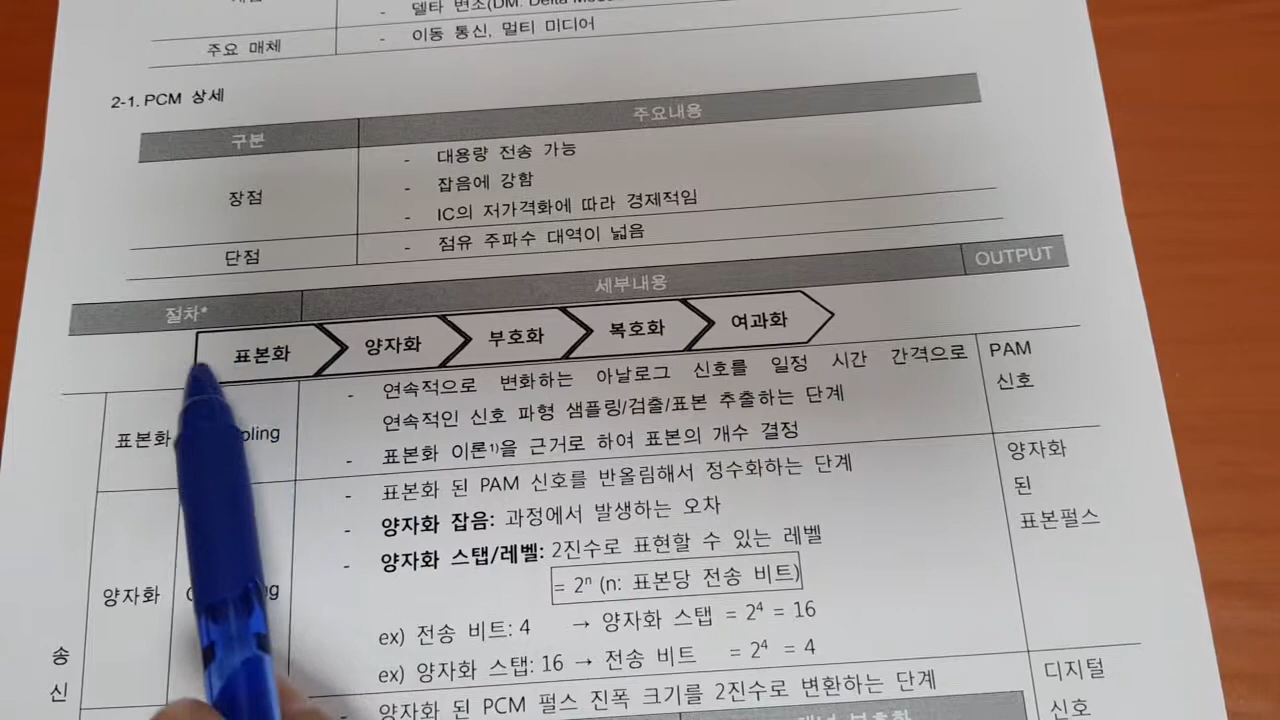 델타 변조(DM: Delta
주요 매체
- 이동 통신, 멀티 미디어
2-1. PCM 상세
구분
주요내용
장점
- 대용량 전송 가능
- 잡음에 강함
- IC의 저가격화에 따라 경제적임
단점
- 점유 주파수 대역이 넓음
절차*
세부내용
OUTPUT
표본화
양자화
부호화
복호화
여과화
송신
표본화
pling
- 연속적으로 변화하는 아날로그 신호를 일정 시간 간격으로
연속적인 신호 파형 샘플링/검출/표본 추출하는 단계
- 표본화 이론1)을 근거로 하여 표본의 개수 결정
PAM
신호
양자화
ng
- 표본화 된 PAM 신호를 반올림해서 정수화하는 단계
- 양자화 잡음: 과정에서 발생하는 오차
- 양자화 스탭/레벨: 2진수로 표현할 수 있는 레벨
= 2ⁿ (n: 표본당 전송 비트)
ex) 전송 비트: 4 → 양자화 스탭 = 2⁴ = 16
ex) 양자화 스탭: 16 → 전송 비트 = 2⁴ = 4
양자화
된
표본펄스
- 양자화 된 PCM 펄스 진폭 크기를 2진수로 변환하는 단계
디지털
신호